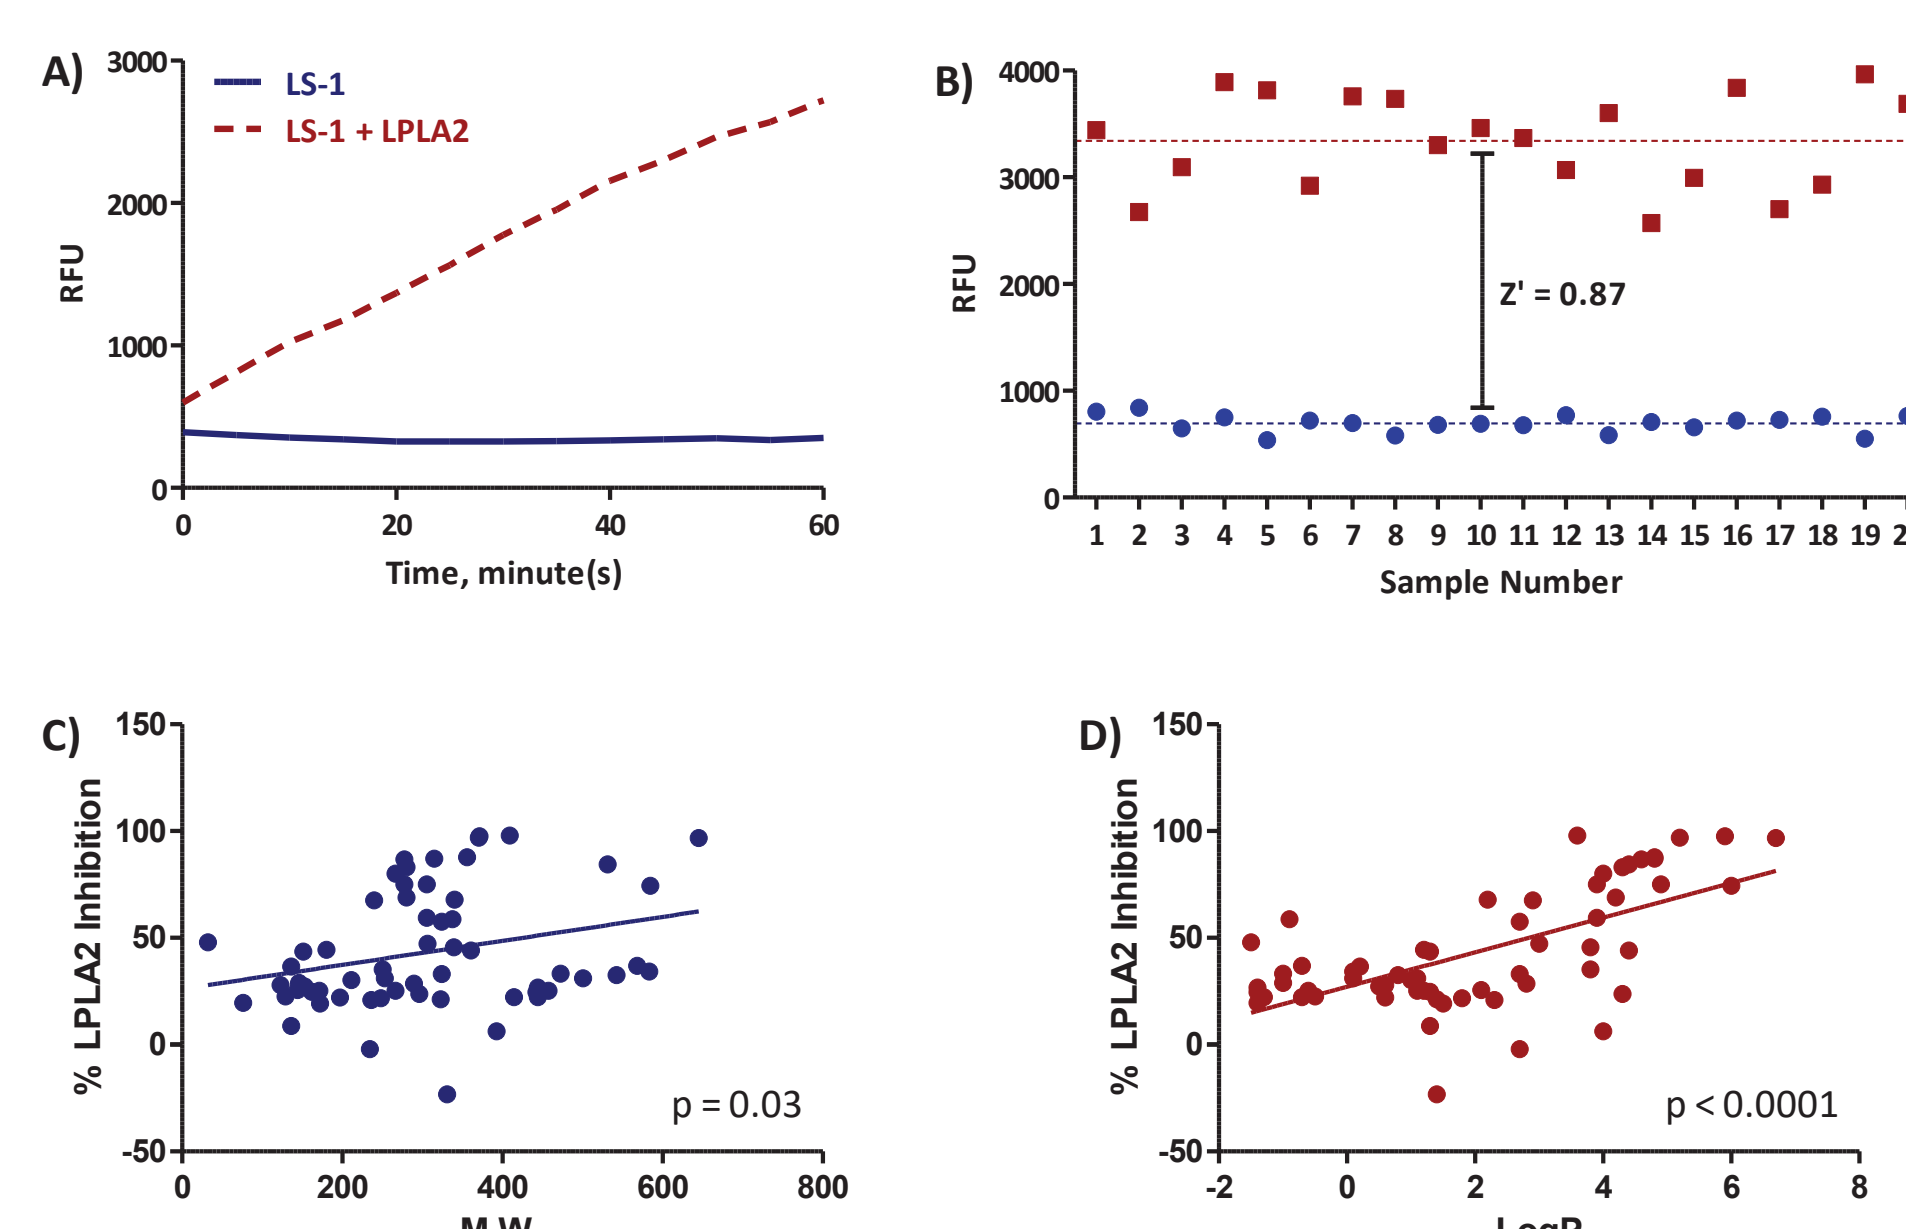 A)
3000
2000
1000
0
RFU
LS-1
LS-1 + LPLA2
0 20 40 60
Time, minute(s)
B)
4000
3000
2000
1000
0
RFU
Z' = 0.87
1 2 3 4 5 6 7 8 9 10 11 12 13 14 15 16 17 18 19
Sample Number
C)
150
100
50
0
-50
% LPLA2 Inhibition
p = 0.03
0 200 400 600 800
M.W.
D)
150
100
50
0
-50
% LPLA2 Inhibition
p < 0.0001
-2 0 2 4 6 8
LogP